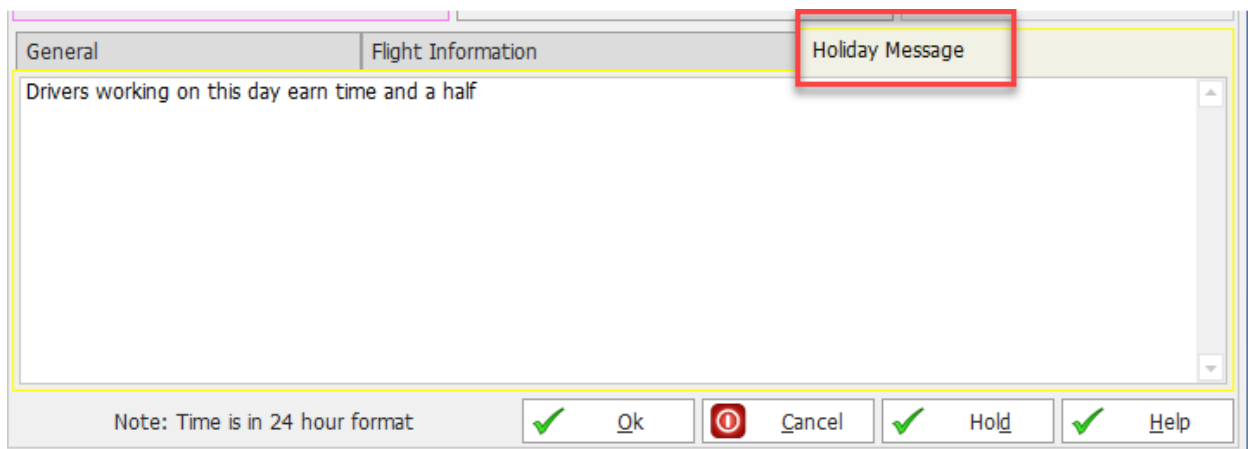 General Flight Information Holiday Message
Drivers working on this day earn time and a half
Note: Time is in 24 hour format Ok Cancel Hold Help